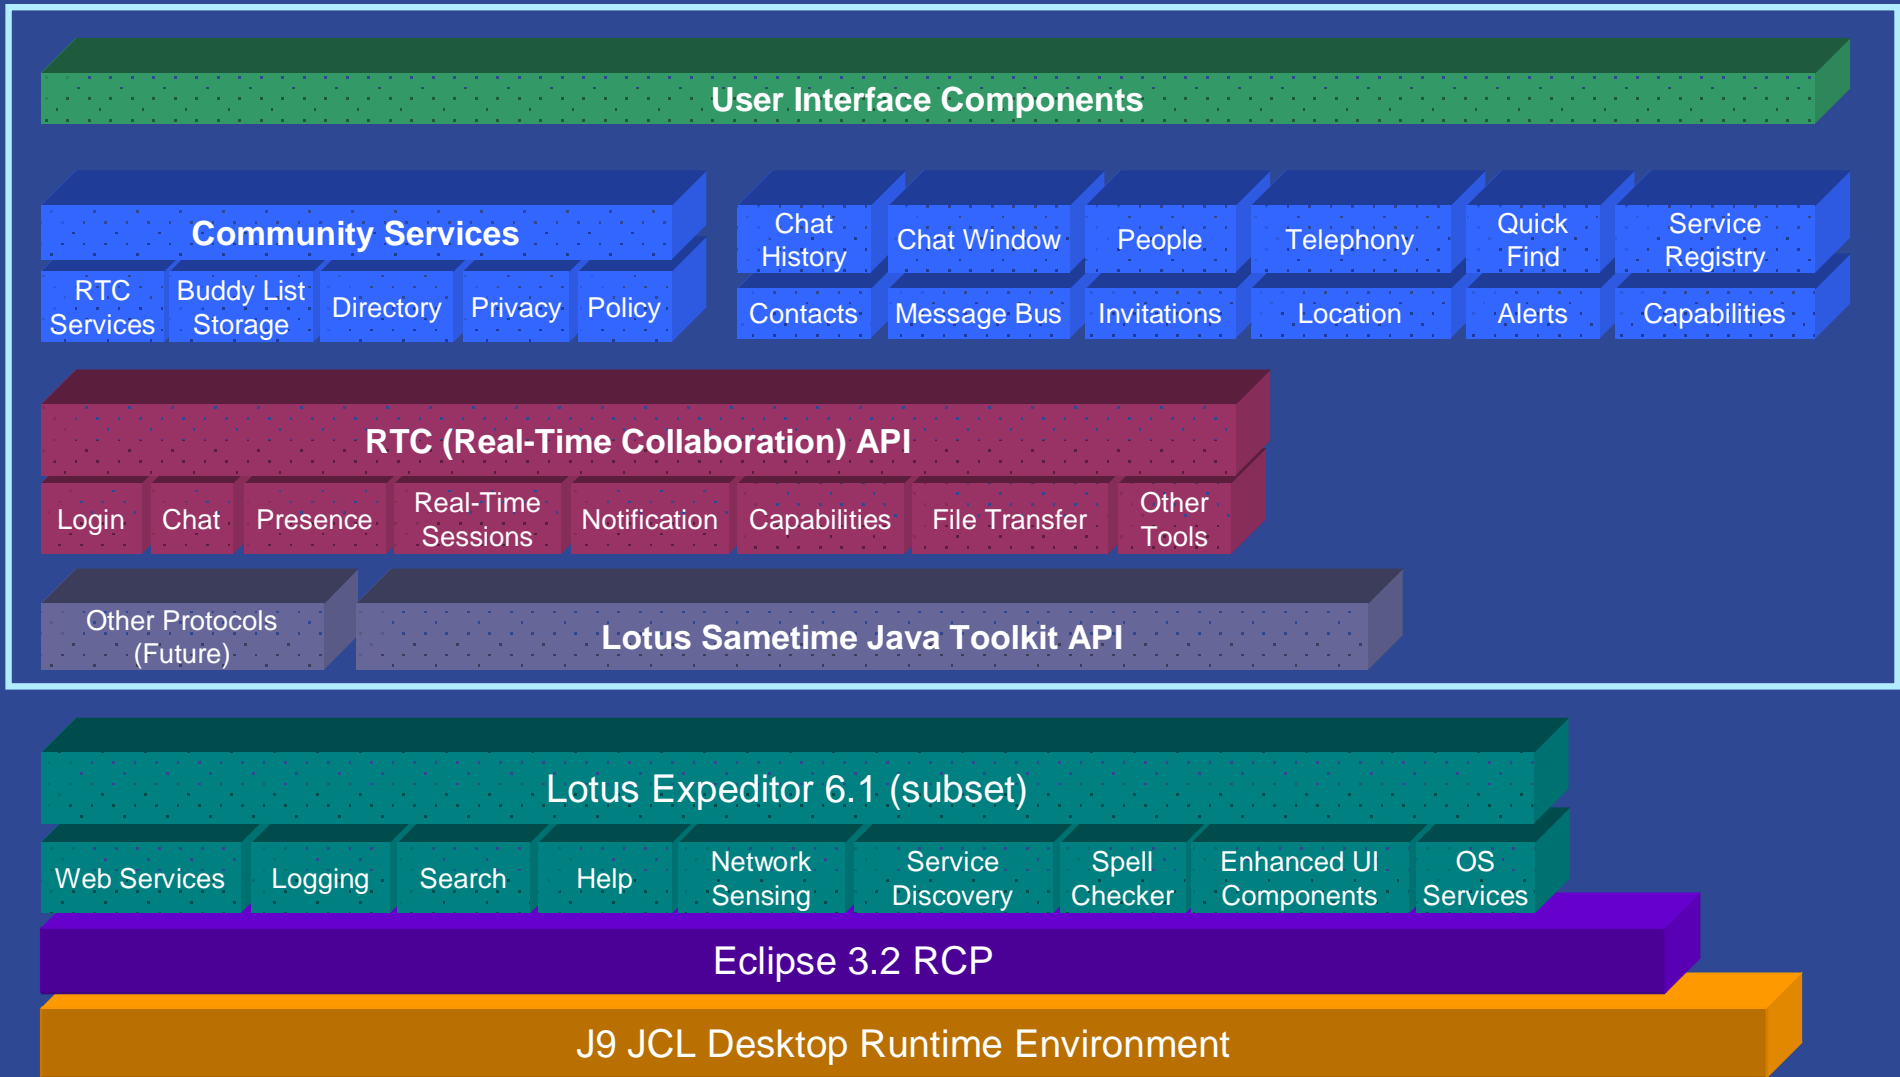 User Interface Components
Community Services
RTC
Services
Buddy List
Storage
Directory
Privacy
Policy
Chat
History
Chat Window
People
Telephony
Quick
Find
Service
Registry
Contacts
Message Bus
Invitations
Location
Alerts
Capabilities
RTC (Real-Time Collaboration) API
Login
Chat
Presence
Real-Time
Sessions
Notification
Capabilities
File Transfer
Other
Tools
Other Protocols
(Future)
Lotus Sametime Java Toolkit API
Lotus Expeditor 6.1 (subset)
Web Services
Logging
Search
Help
Network
Sensing
Service
Discovery
Spell
Checker
Enhanced UI
Components
OS
Services
Eclipse 3.2 RCP
J9 JCL Desktop Runtime Environment